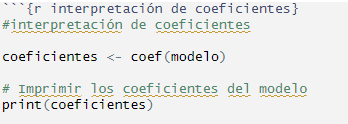 ```{r interpretación de coeficientes}
#interpretación de coeficientes
coeficientes <- coef(modelo)
# Imprimir los coeficientes del modelo
print(coeficientes)